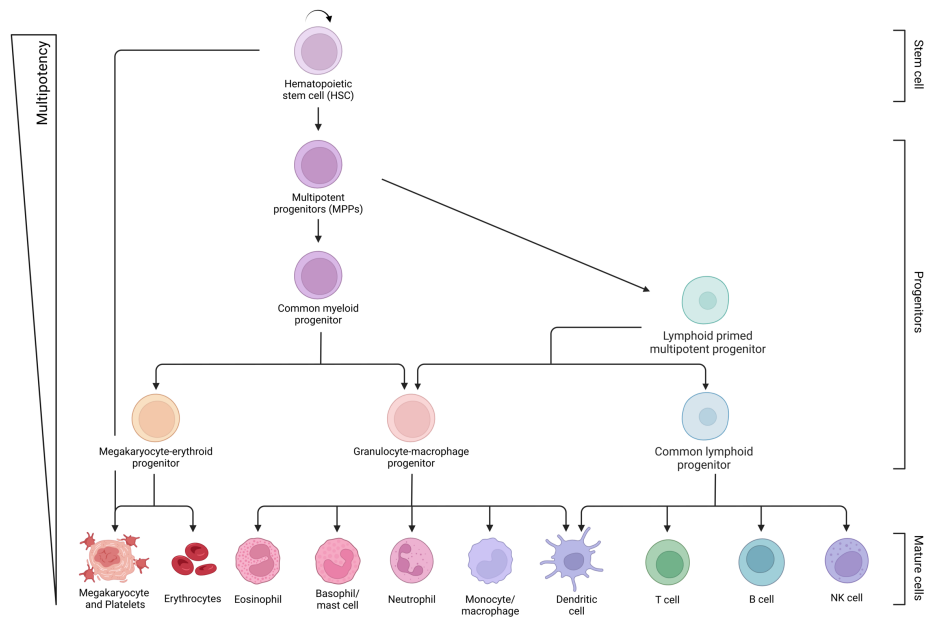 Multipotency
Stem cell
Hematopoietic
stem cell (HSC)
Multipotent
progenitors (MPPs)
Common myeloid
progenitor
Progenitors
Lymphoid primed
multipotent progenitor
Megakaryocyte-erythroid
progenitor
Granulocyte-macrophage
progenitor
Common lymphoid
progenitor
Mature cells
Megakaryocyte
and Platelets
Erythrocytes
Eosinophil
Basophil/
mast cell
Neutrophil
Monocyte/
macrophage
Dendritic
cell
T cell
B cell
NK cell